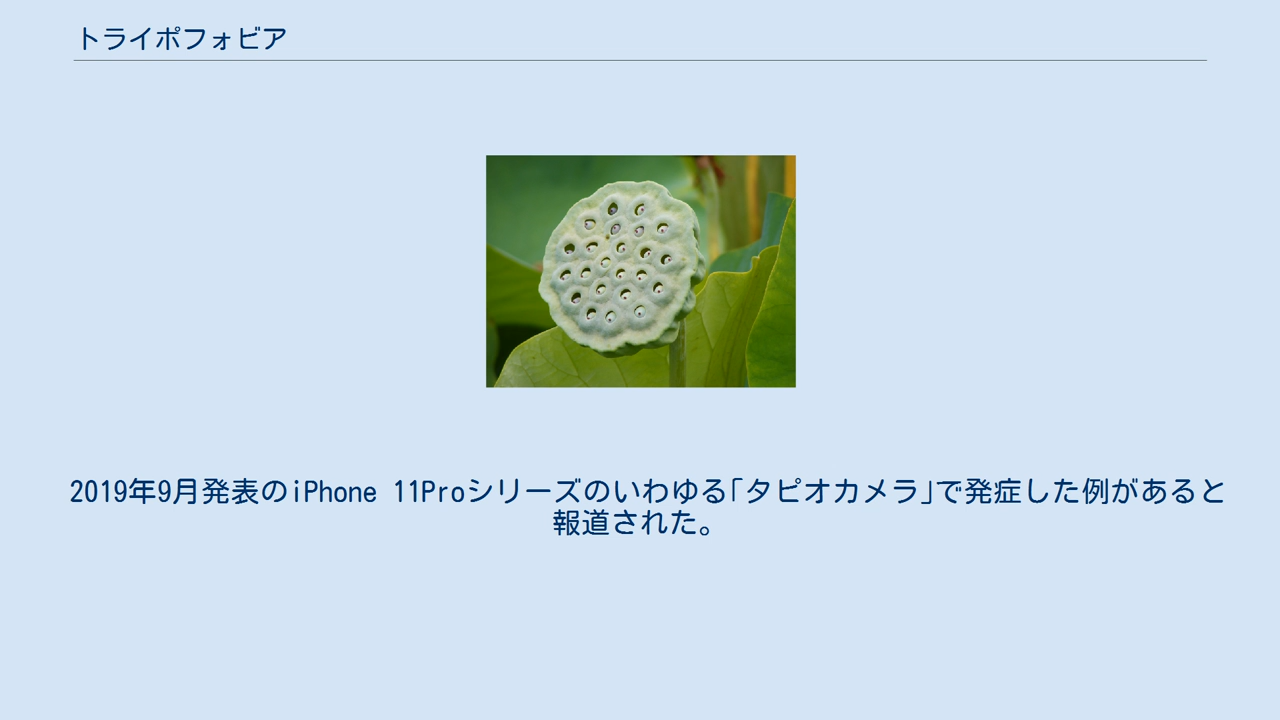 トライポフォビア
2019年9月発表のiPhone 11Proシリーズのいわゆる｢タピオカメラ｣で発症した例があると
報道された。